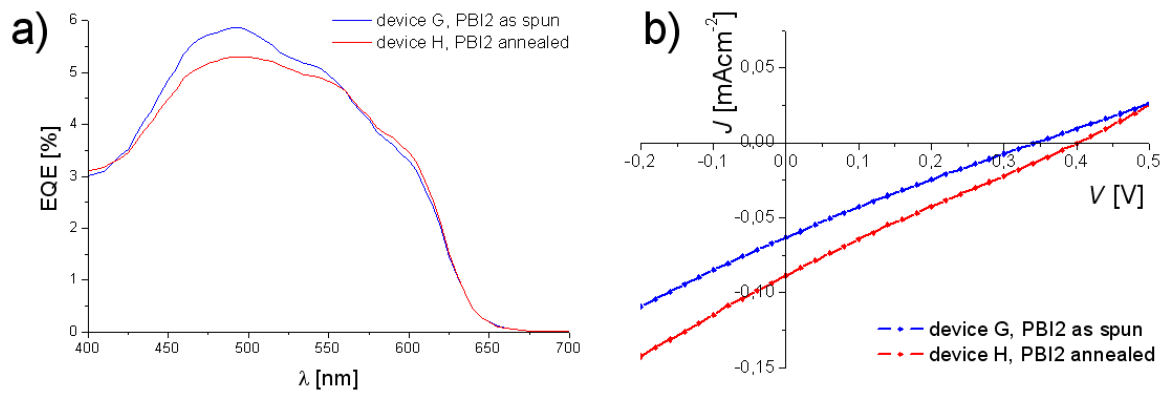 a)
device G, PBI2 as spun
device H, PBI2 annealed
EQE [%]
6
5
4
3
2
1
0
400 450 500 550 600 650 700
λ [nm]
b)
J [mAcm⁻²]
0,05
0,00
-0,05
-0,10
-0,15
-0,2 -0,1 0,0 0,1 0,2 0,3 0,4 0,5
V [V]
device G, PBI2 as spun
device H, PBI2 annealed